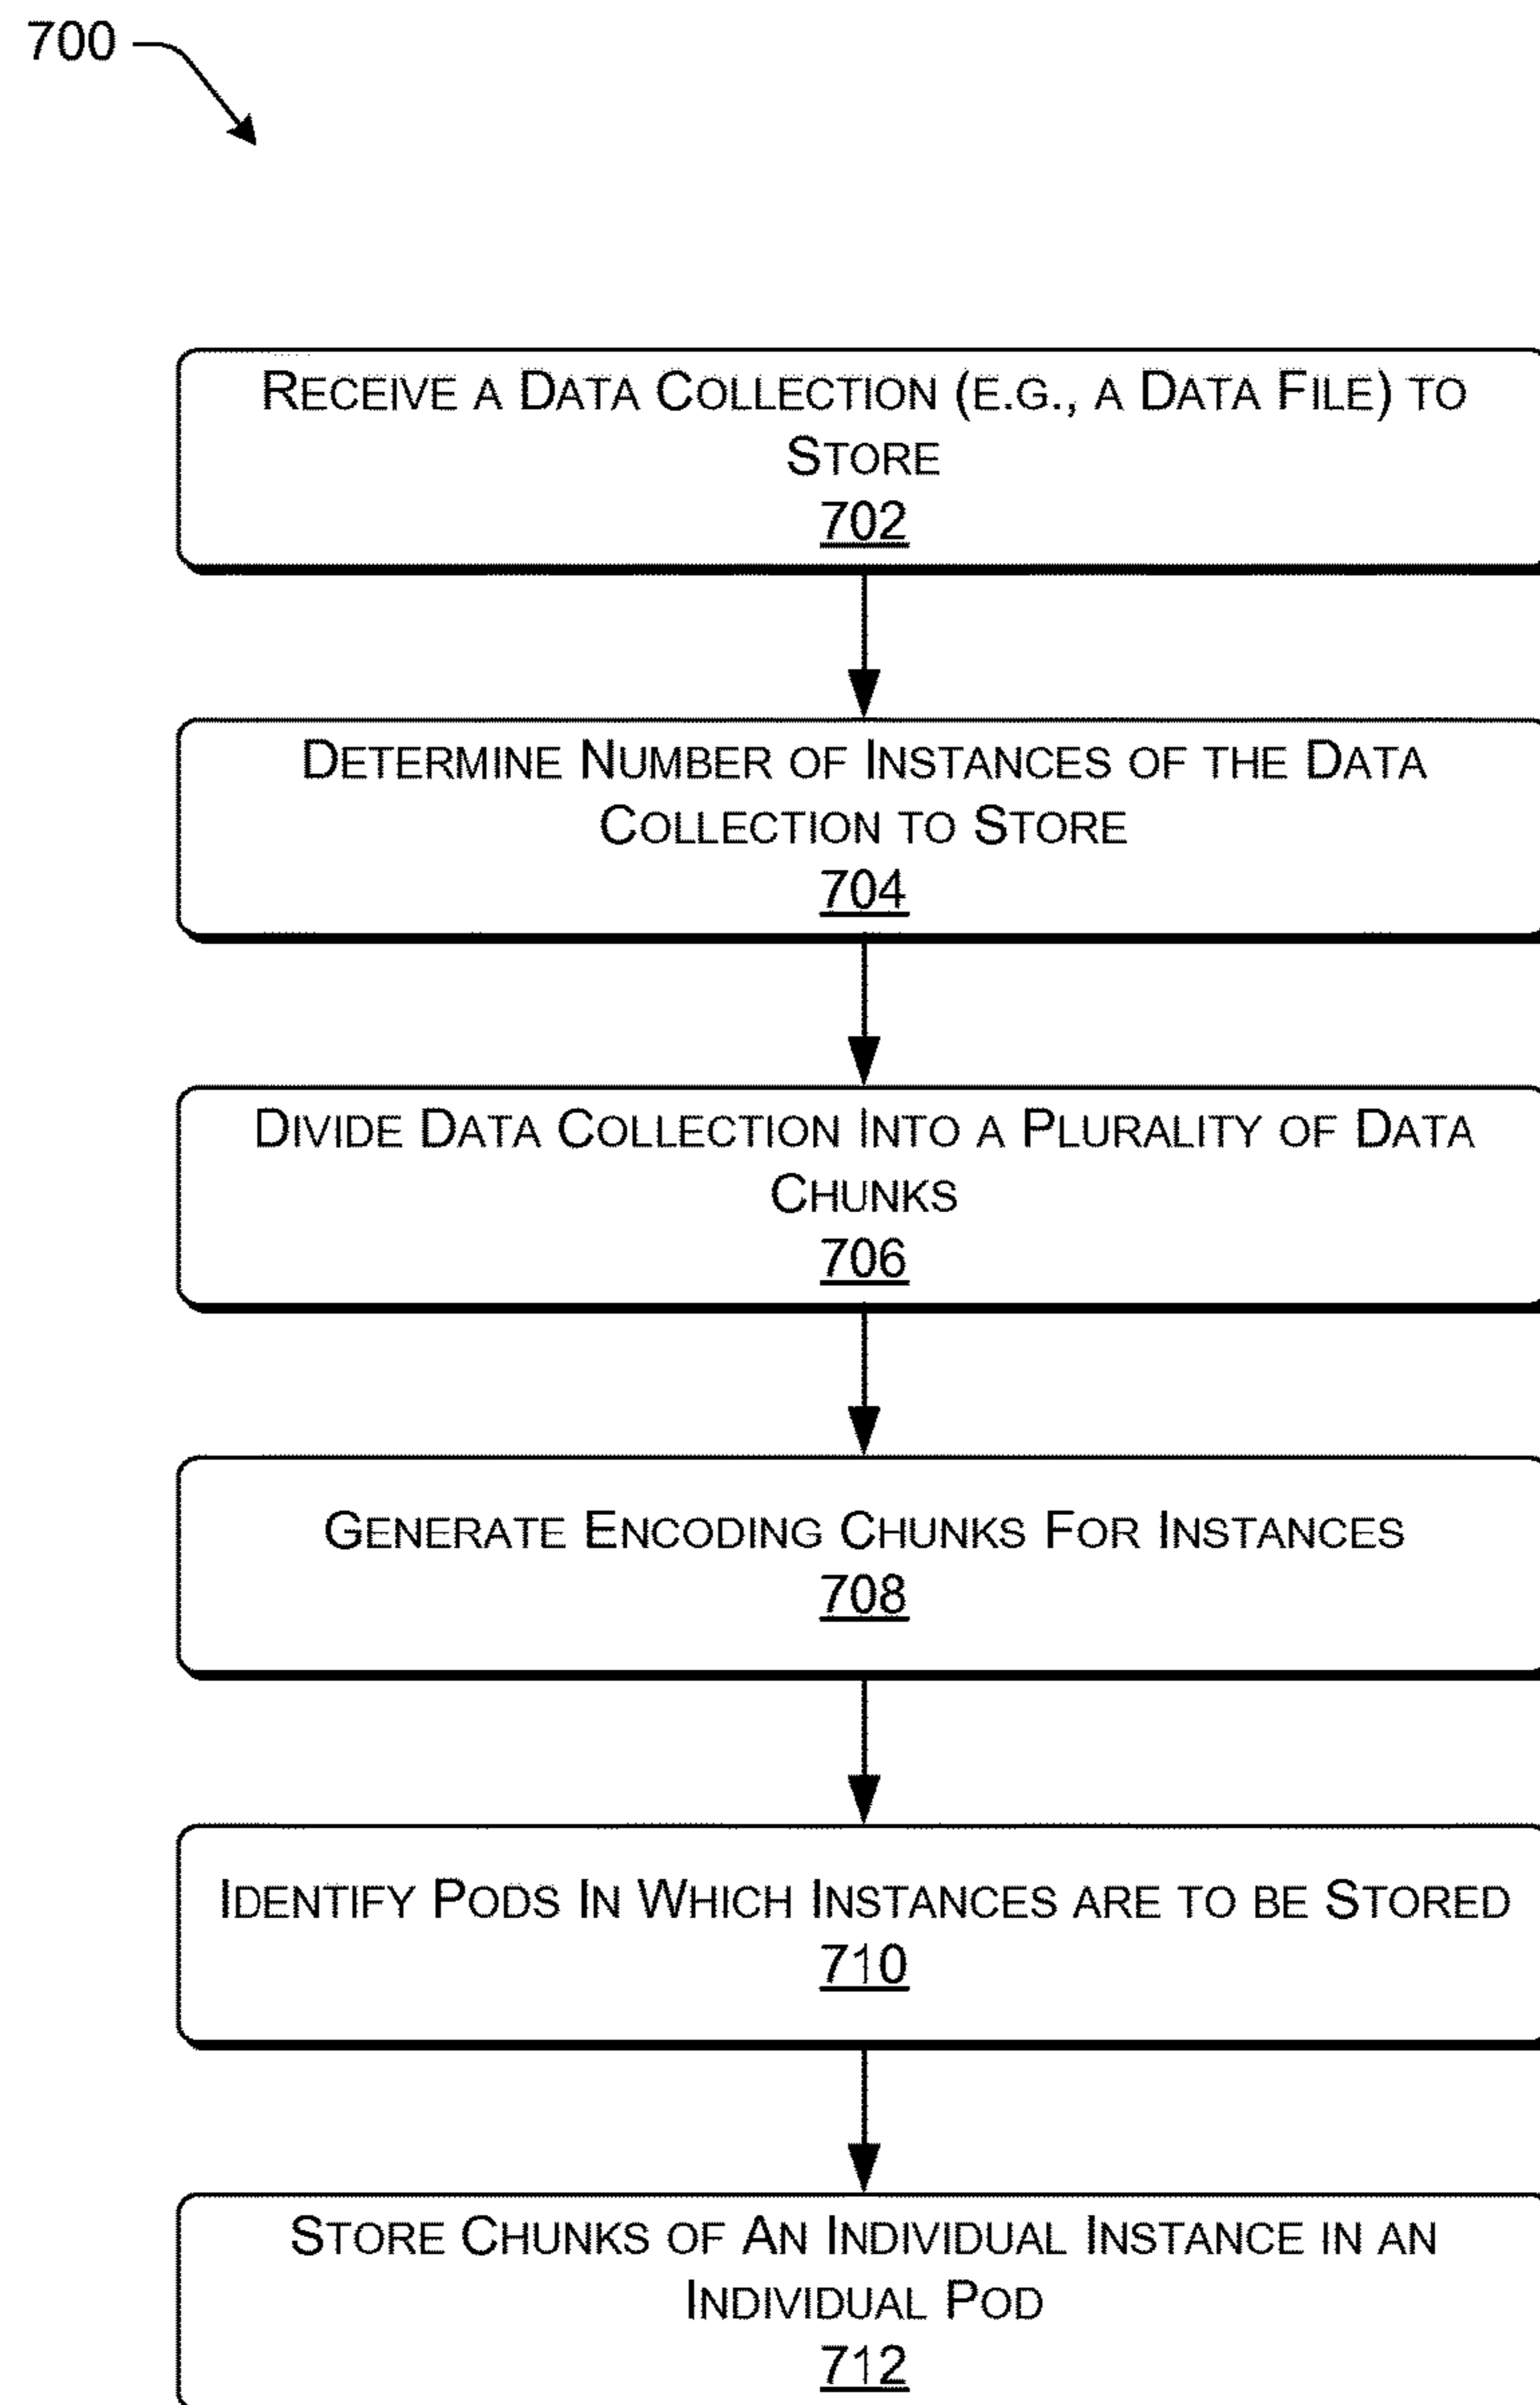 700
RECEIVE A DATA COLLECTION (E.G., A DATA FILE) TO
STORE
702
DETERMINE NUMBER OF INSTANCES OF THE DATA
COLLECTION TO STORE
704
DIVIDE DATA COLLECTION INTO A PLURALITY OF DATA
CHUNKS
706
GENERATE ENCODING CHUNKS FOR INSTANCES
708
IDENTIFY PODS IN WHICH INSTANCES ARE TO BE STORED
710
STORE CHUNKS OF AN INDIVIDUAL INSTANCE IN AN
INDIVIDUAL POD
712